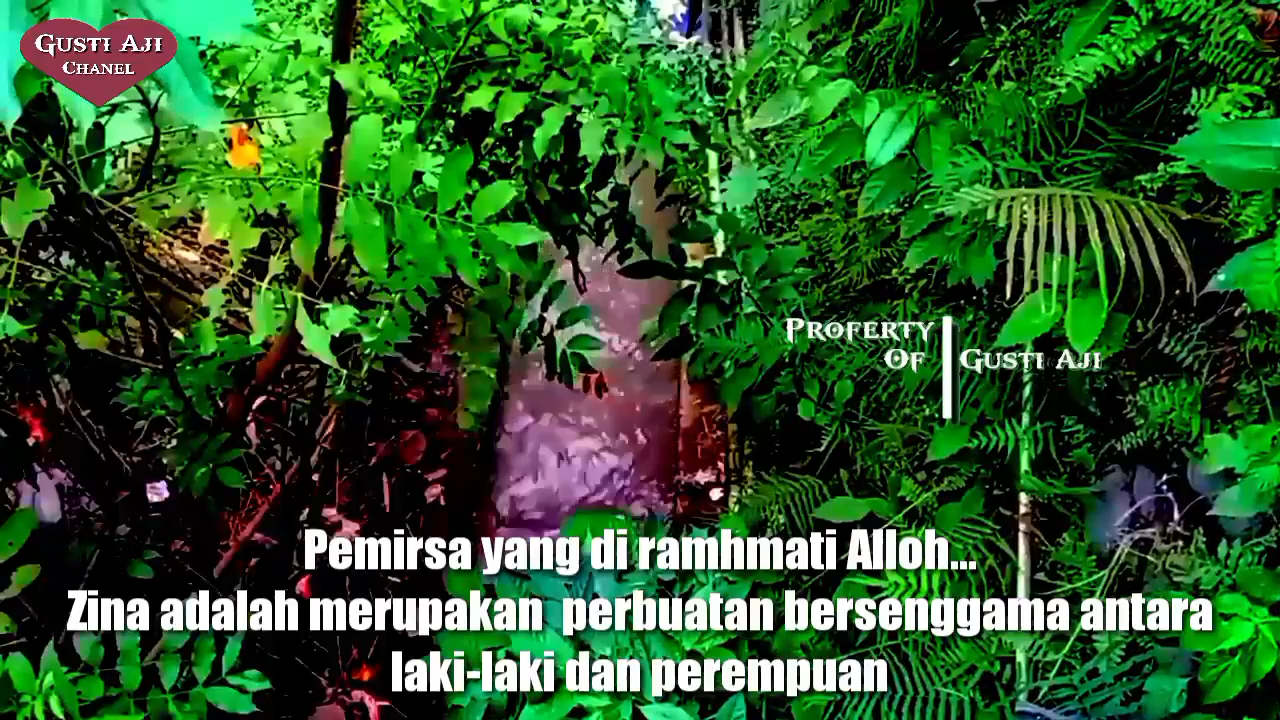 GUSTI AJI
CHANEL
PROFERTY
OF
GUSTI AJI
Pemirsa yang di ramhmati Alloh...
Zina adalah merupakan perbuatan bersenggama antara
laki-laki dan perempuan